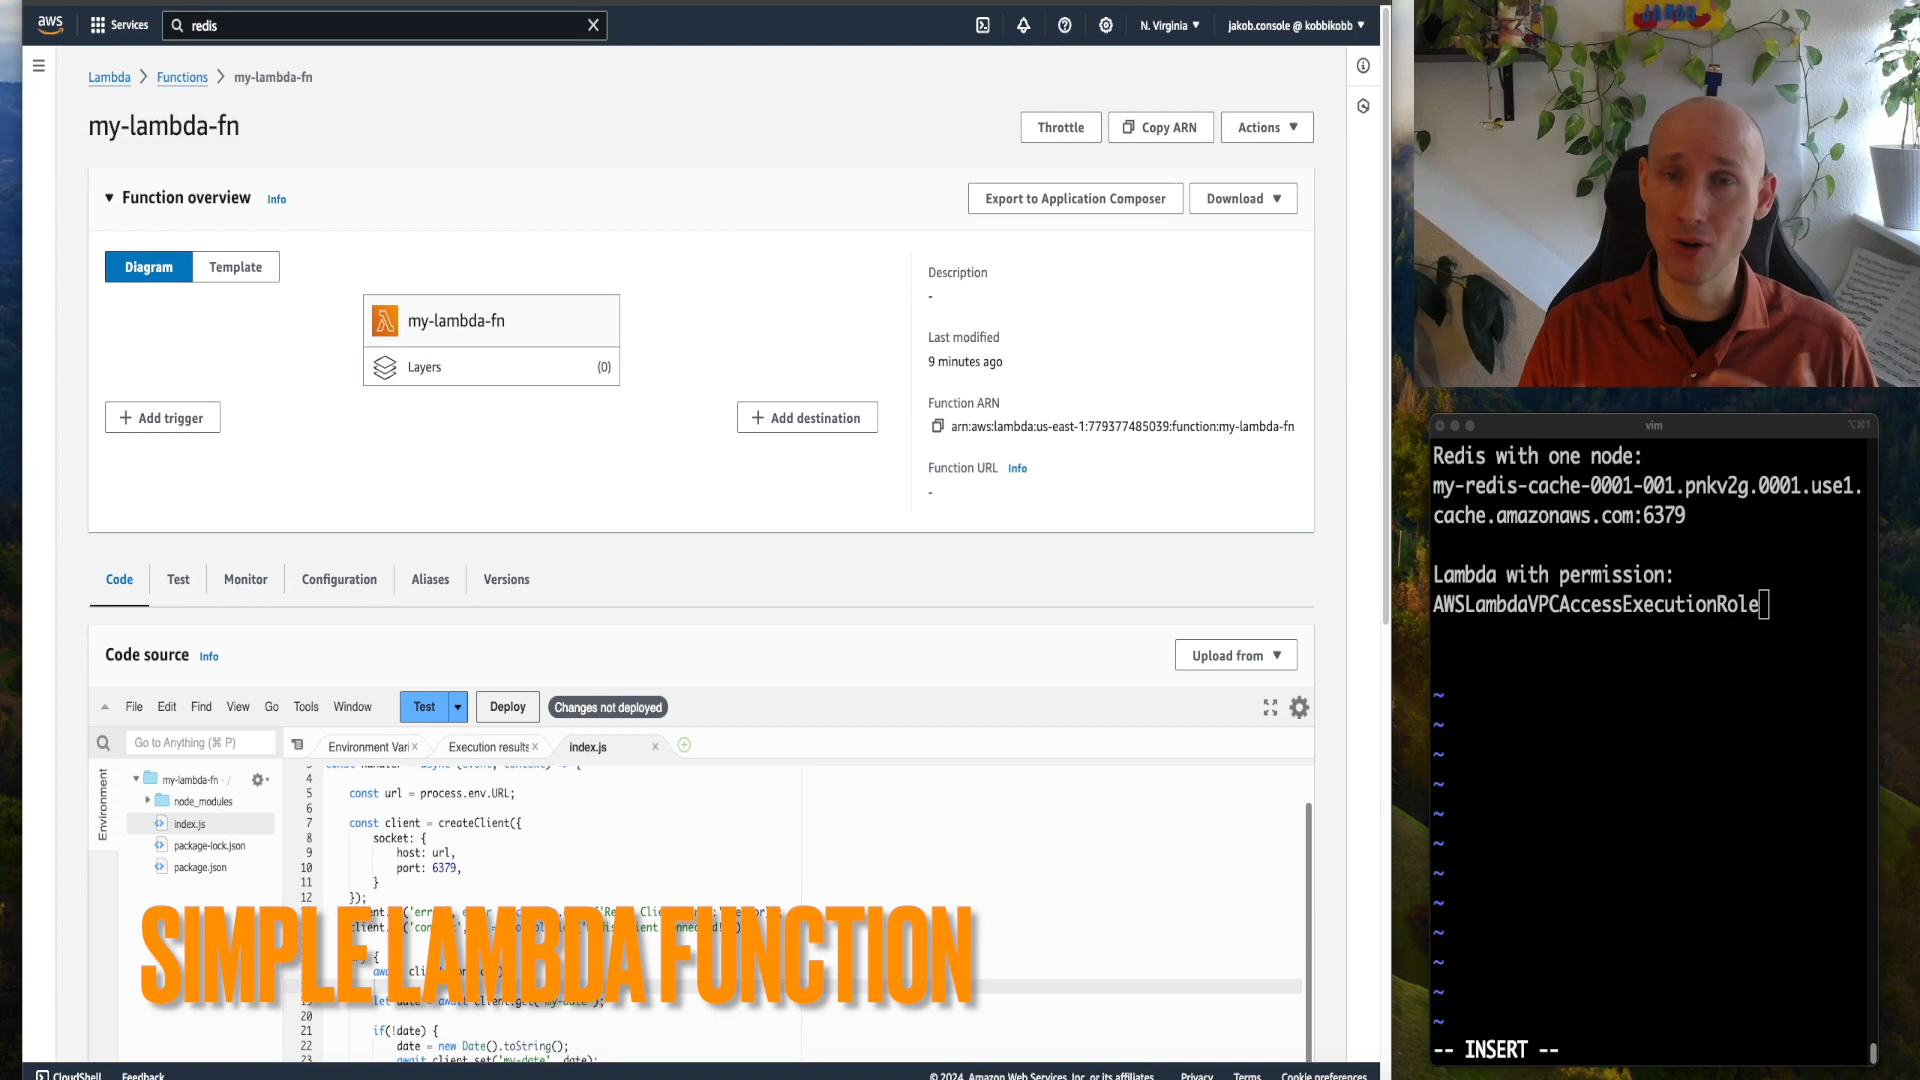 aws
Services
redis
N. Virginia
jakob.console @ kobbikobb
Lambda
Functions
my-lambda-fn
my-lambda-fn
Throttle
Copy ARN
Actions
Function overview
Info
Export to Application Composer
Download
Diagram
Template
my-lambda-fn
Layers
(0)
Add trigger
Add destination
Description
-
Last modified
9 minutes ago
Function ARN
arn:aws:lambda:us-east-1:779377485039:function:my-lambda-fn
Function URL
Info
-
Code
Test
Monitor
Configuration
Aliases
Versions
Code source
Info
Upload from
File
Edit
Find
View
Go
Tools
Window
Test
Deploy
Changes not deployed
Go to Anything (⌘ P)
Environment Vari
Execution results
index.js
Environment
my-lambda-fn - /
node_modules
index.js
package-lock.json
package.json
4
5 const url = process.env.URL;
6
7 const client = createClient({
8 socket: {
9 host: url,
10 port: 6379,
11 }
12 });
20
21 if(!date) {
22 date = new Date().toString();
23 await client.set('my-date', date);
SIMPLE LAMBDA FUNCTION
CloudShell
Feedback
© 2024, Amazon Web Services, Inc. or its affiliates.
Privacy
Terms
Cookie preferences
JAKOB
vim
⌥⌘1
Redis with one node:
my-redis-cache-0001-001.pnkv2g.0001.use1.
cache.amazonaws.com:6379
Lambda with permission:
AWSLambdaVPCAccessExecutionRole
~
~
~
~
~
~
~
~
~
~
~
~
-- INSERT --